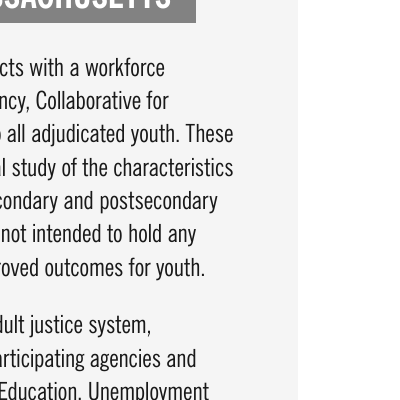 SSACHUSETTS
cts with a workforce
ncy, Collaborative for
o all adjudicated youth. These
l study of the characteristics
condary and postsecondary
not intended to hold any
roved outcomes for youth.
dult justice system,
articipating agencies and
Education, Unemployment